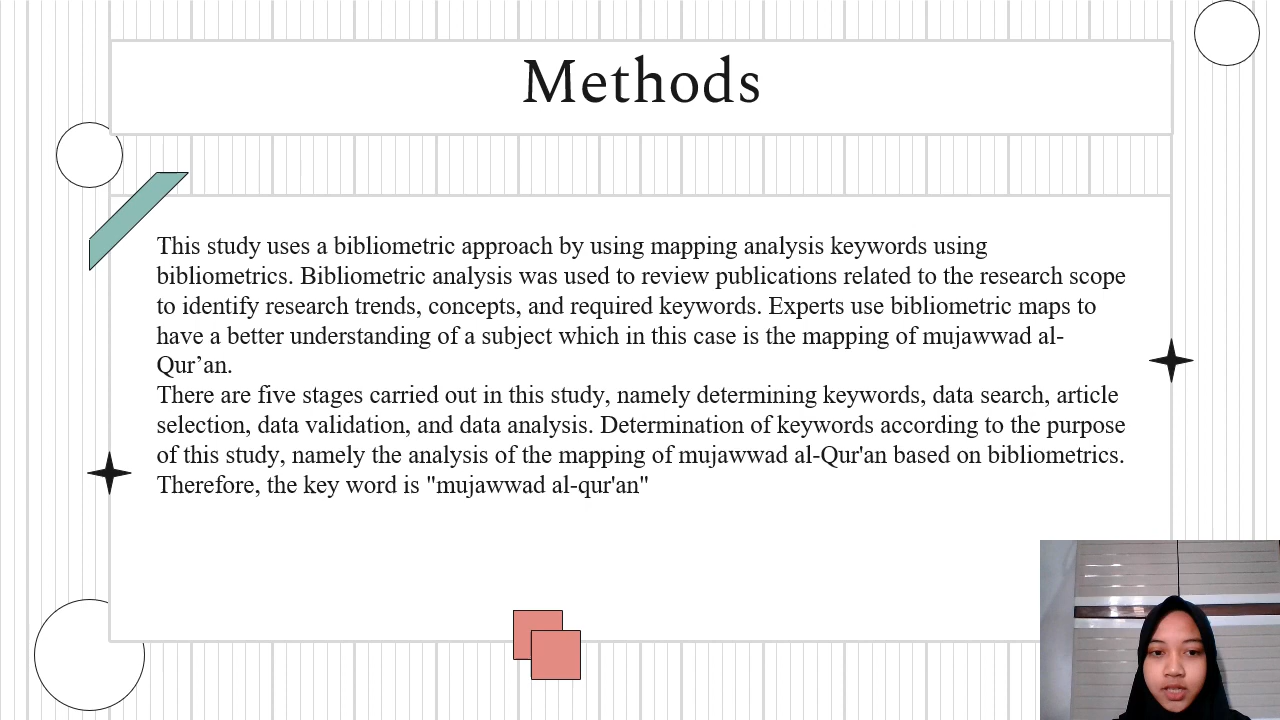 Methods
This study uses a bibliometric approach by using mapping analysis keywords using
bibliometrics. Bibliometric analysis was used to review publications related to the research scope
to identify research trends, concepts, and required keywords. Experts use bibliometric maps to
have a better understanding of a subject which in this case is the mapping of mujawwad al-
Qur’an.
There are five stages carried out in this study, namely determining keywords, data search, article
selection, data validation, and data analysis. Determination of keywords according to the purpose
of this study, namely the analysis of the mapping of mujawwad al-Qur'an based on bibliometrics.
Therefore, the key word is "mujawwad al-qur'an"